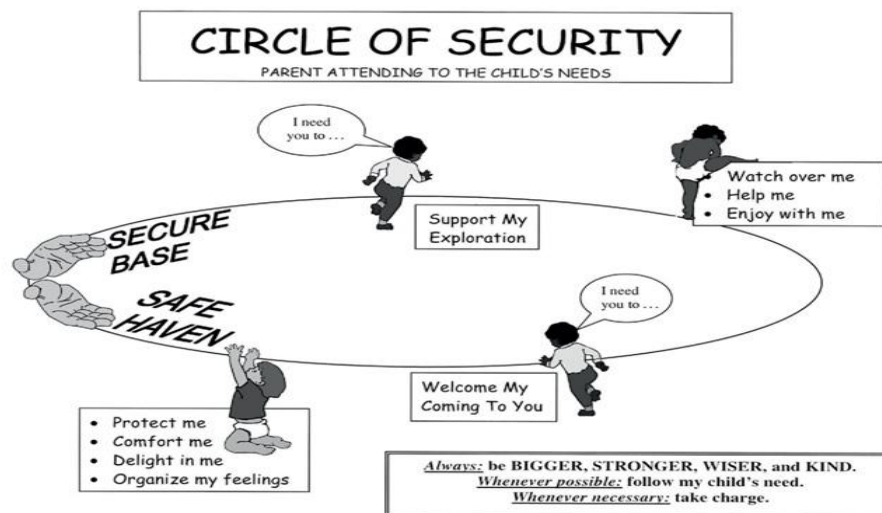 CIRCLE OF SECURITY
PARENT ATTENDING TO THE CHILD'S NEEDS
I need
you to ...
• Watch over me
• Help me
• Enjoy with me
Support My
Exploration
SECURE
BASE
SAFE
HAVEN
I need
you to ...
Welcome My
Coming To You
• Protect me
• Comfort me
• Delight in me
• Organize my feelings
Always: be BIGGER, STRONGER, WISER, and KIND.
Whenever possible: follow my child's need.
Whenever necessary: take charge.